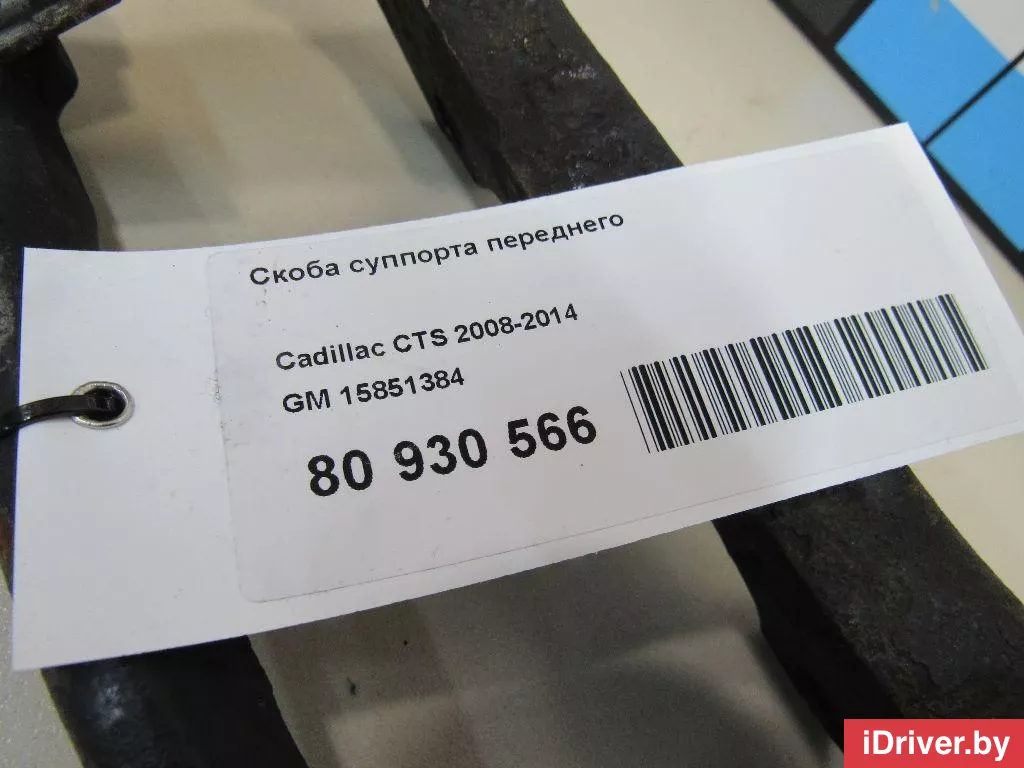 Скоба суппорта переднего
Cadillac CTS 2008-2014
GM 15851384
80 930 566
iDriver.by